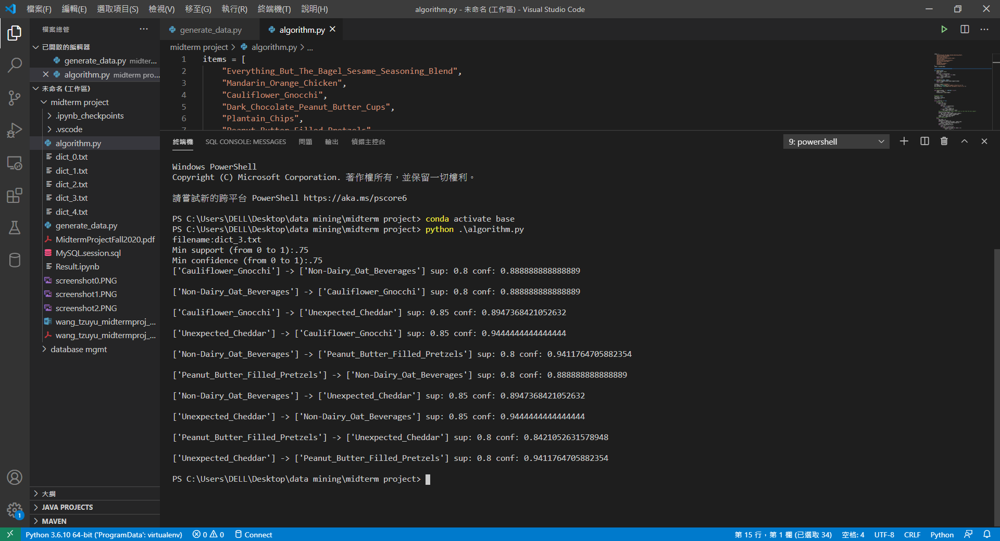 檔案(F) 編輯(E) 選取項目(S) 檢視(V) 移至(G) 執行(R) 終端機(T) 說明(H)
algorithm.py - 未命名 (工作區) - Visual Studio Code
檔案總管
已開啟的編輯器
generate_data.py midter...
algorithm.py midterm pro...
未命名 (工作區)
midterm project
.ipynb_checkpoints
.vscode
algorithm.py
dict_0.txt
dict_1.txt
dict_2.txt
dict_3.txt
dict_4.txt
generate_data.py
MidtermProjectFall2020.pdf
MySQL.session.sql
Result.ipynb
screenshot0.PNG
screenshot1.PNG
screenshot2.PNG
wang_tzuyu_midtermproj_...
wang_tzuyu_midtermproj_...
database mgmt
大綱
JAVA PROJECTS
MAVEN
1
generate_data.py
algorithm.py
midterm project > algorithm.py > ...
1 items = [
2 "Everything_But_The_Bagel_Sesame_Seasoning_Blend",
3 "Mandarin_Orange_Chicken",
4 "Cauliflower_Gnocchi",
5 "Dark_Chocolate_Peanut_Butter_Cups",
6 "Plantain_Chips",
7 "Peanut_Butter_Filled_Pretzels"
終端機 SQL CONSOLE: MESSAGES 問題 輸出 偵錯主控台
9: powershell
Windows PowerShell
Copyright (C) Microsoft Corporation. 著作權所有，並保留一切權利。
請嘗試新的跨平台 PowerShell https://aka.ms/pscore6
PS C:\Users\DELL\Desktop\data mining\midterm project> conda activate base
PS C:\Users\DELL\Desktop\data mining\midterm project> python .\algorithm.py
filename:dict_3.txt
Min support (from 0 to 1):.75
Min confidence (from 0 to 1):.75
['Cauliflower_Gnocchi'] -> ['Non-Dairy_Oat_Beverages'] sup: 0.8 conf: 0.888888888888889
['Non-Dairy_Oat_Beverages'] -> ['Cauliflower_Gnocchi'] sup: 0.8 conf: 0.888888888888889
['Cauliflower_Gnocchi'] -> ['Unexpected_Cheddar'] sup: 0.85 conf: 0.8947368421052632
['Unexpected_Cheddar'] -> ['Cauliflower_Gnocchi'] sup: 0.85 conf: 0.9444444444444444
['Non-Dairy_Oat_Beverages'] -> ['Peanut_Butter_Filled_Pretzels'] sup: 0.8 conf: 0.9411764705882354
['Peanut_Butter_Filled_Pretzels'] -> ['Non-Dairy_Oat_Beverages'] sup: 0.8 conf: 0.888888888888889
['Non-Dairy_Oat_Beverages'] -> ['Unexpected_Cheddar'] sup: 0.85 conf: 0.8947368421052632
['Unexpected_Cheddar'] -> ['Non-Dairy_Oat_Beverages'] sup: 0.85 conf: 0.9444444444444444
['Peanut_Butter_Filled_Pretzels'] -> ['Unexpected_Cheddar'] sup: 0.8 conf: 0.8421052631578948
['Unexpected_Cheddar'] -> ['Peanut_Butter_Filled_Pretzels'] sup: 0.8 conf: 0.9411764705882354
PS C:\Users\DELL\Desktop\data mining\midterm project>
Python 3.6.10 64-bit ('ProgramData': virtualenv) 0 0 Connect
第 15 行，第 1 欄 (已選取 34) 空格: 4 UTF-8 CRLF Python